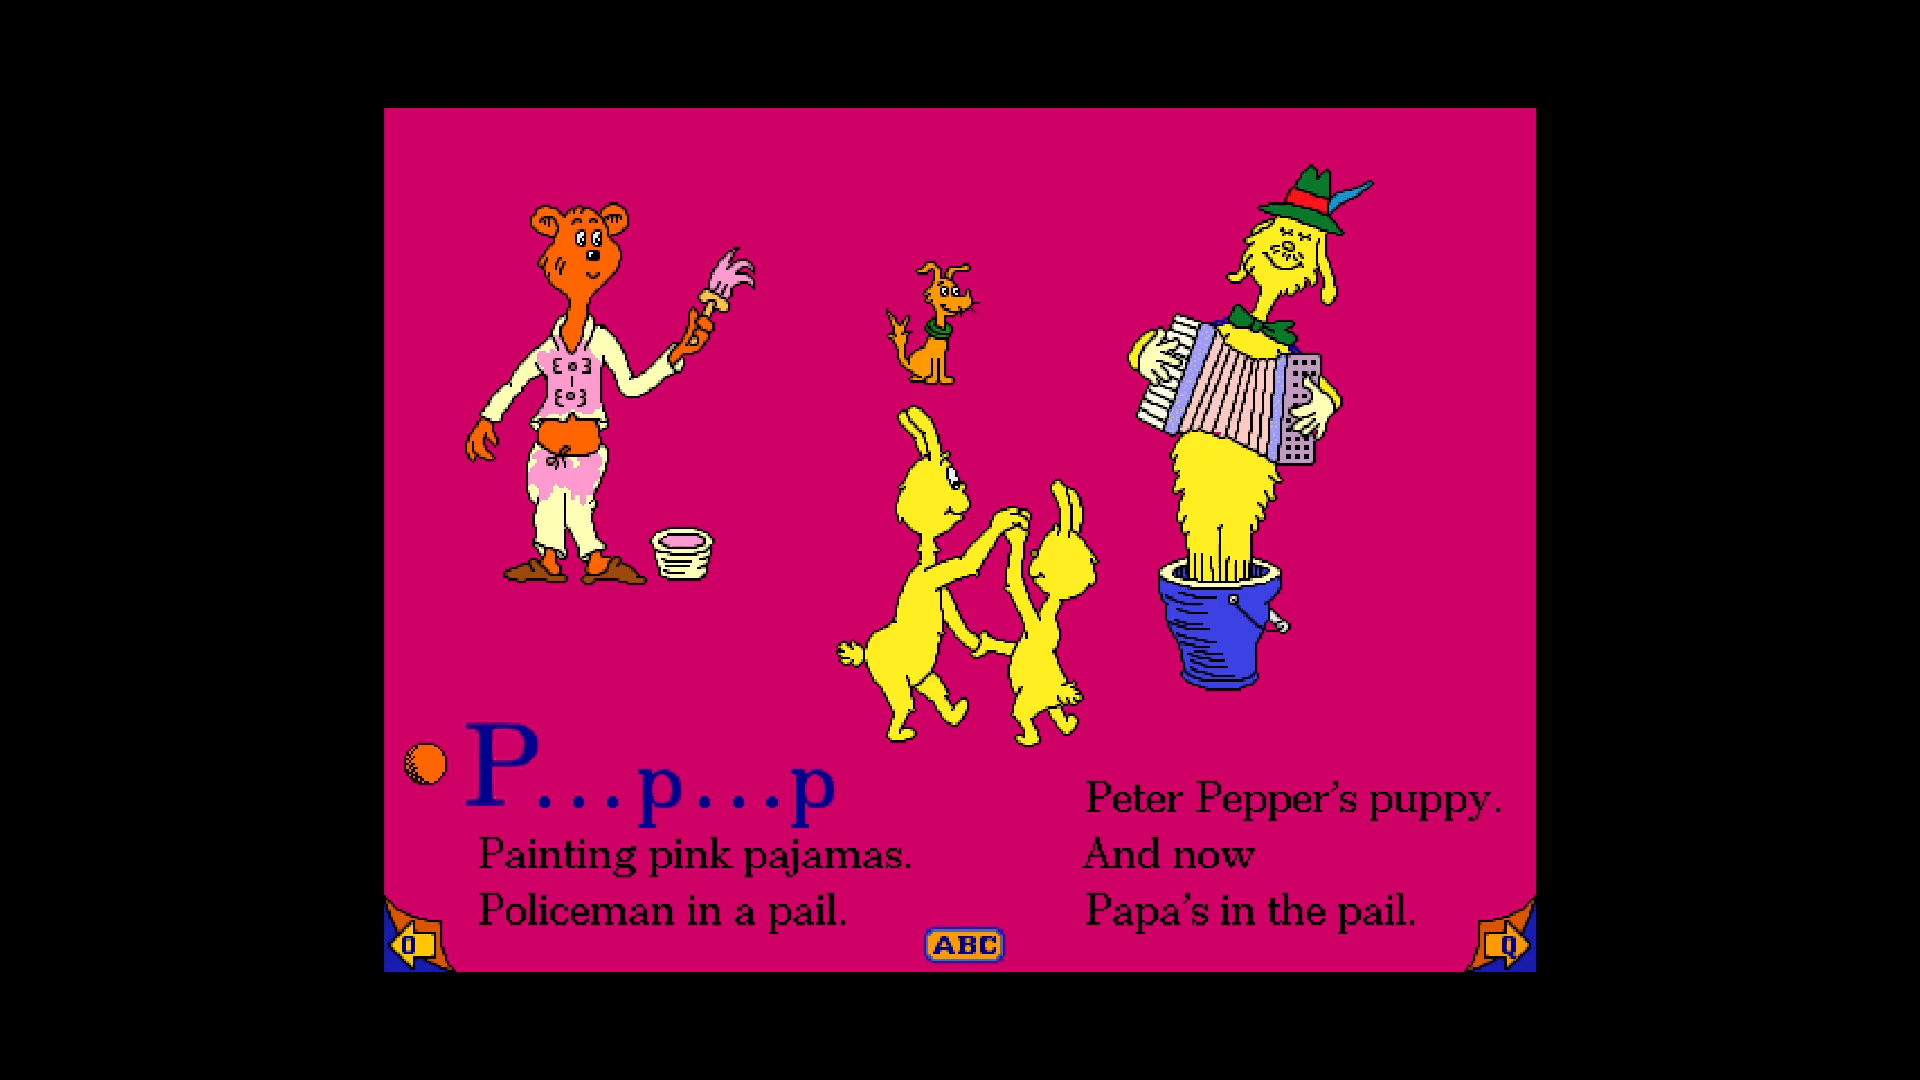 P...p...p
Painting pink pajamas.
Policeman in a pail.
Peter Pepper's puppy.
And now
Papa's in the pail.
O
ABC
Q